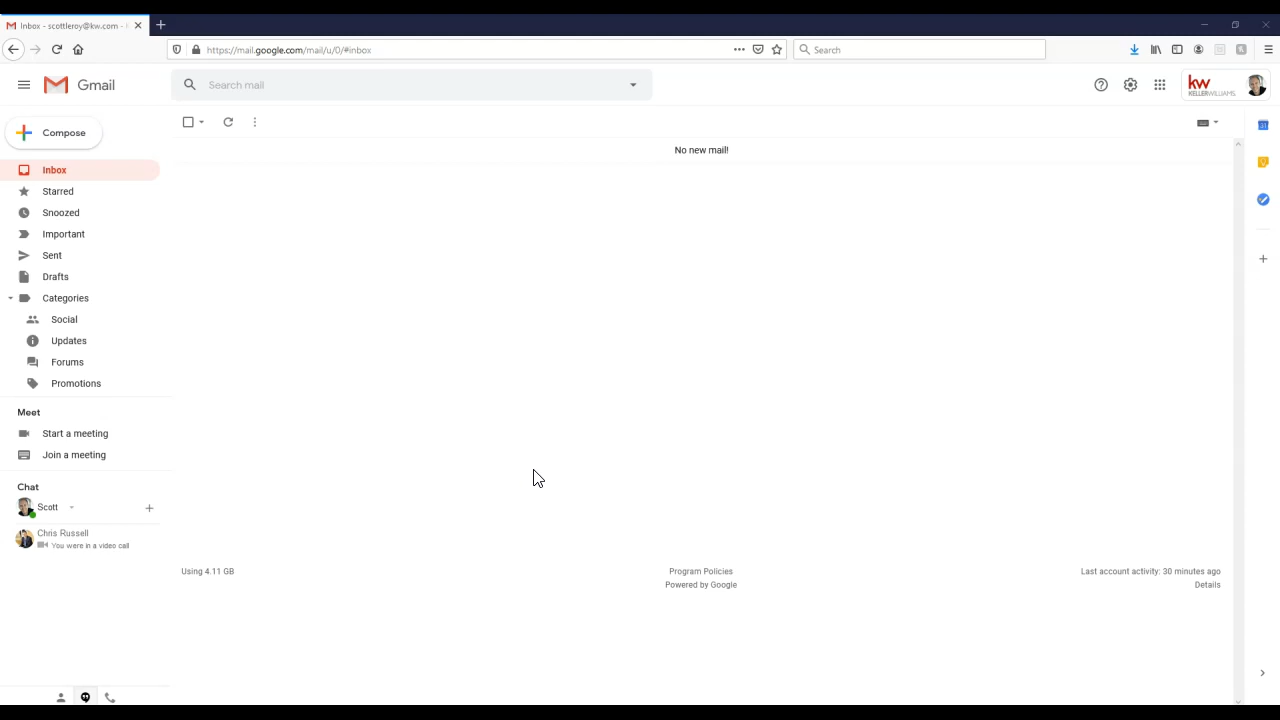 Inbox - scottleroy@kw.com -
https://mail.google.com/mail/u/0/#inbox
Search
Gmail
Search mail
kw
KELLERWILLIAMS.
Compose
No new mail!
Inbox
Starred
Snoozed
Important
Sent
Drafts
Categories
Social
Updates
Forums
Promotions
Meet
Start a meeting
Join a meeting
Chat
Scott
Chris Russell
You were in a video call
Using 4.11 GB
Program Policies
Powered by Google
Last account activity: 30 minutes ago
Details
31